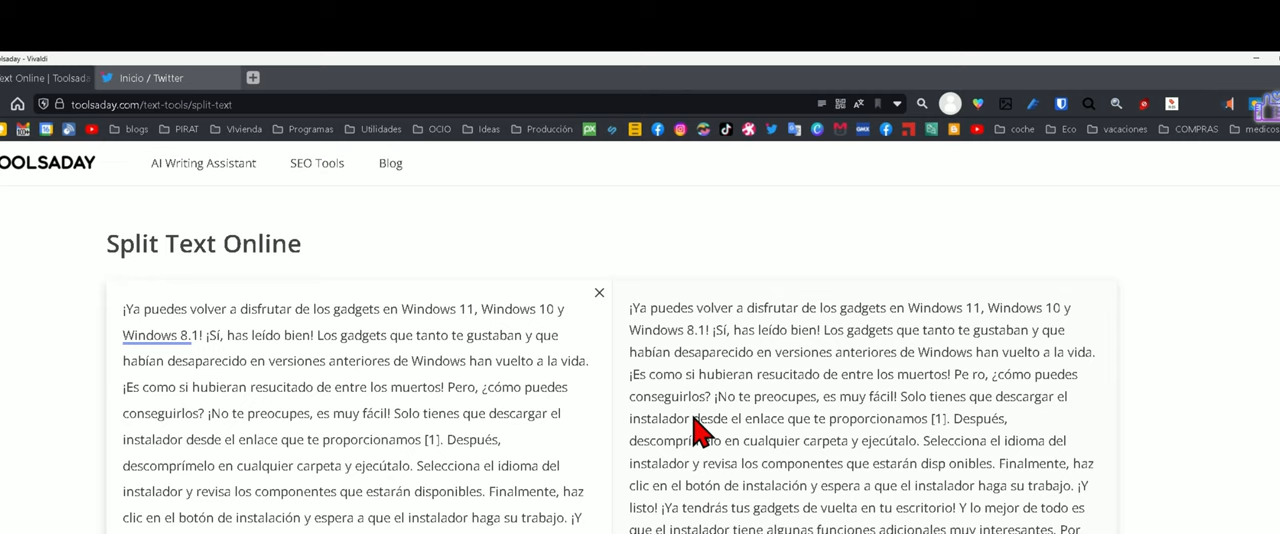 olsaday - Vivaldi
ext Online | Toolsad
Inicio / Twitter
toolsaday.com/text-tools/split-text
blogs
PIRAT
VIvienda
Programas
Utilidades
OCIO
Ideas
Producción
coche
Eco
vacaciones
COMPRAS
medicos
OOLSADAY
AI Writing Assistant
SEO Tools
Blog
Split Text Online
¡Ya puedes volver a disfrutar de los gadgets en Windows 11, Windows 10 y
Windows 8.1! ¡Sí, has leído bien! Los gadgets que tanto te gustaban y que
habían desaparecido en versiones anteriores de Windows han vuelto a la vida.
¡Es como si hubieran resucitado de entre los muertos! Pero, ¿cómo puedes
conseguirlos? ¡No te preocupes, es muy fácil! Solo tienes que descargar el
instalador desde el enlace que te proporcionamos [1]. Después,
descomprímelo en cualquier carpeta y ejecútalo. Selecciona el idioma del
instalador y revisa los componentes que estarán disponibles. Finalmente, haz
clic en el botón de instalación y espera a que el instalador haga su trabajo. ¡Y
¡Ya puedes volver a disfrutar de los gadgets en Windows 11, Windows 10 y
Windows 8.1! ¡Sí, has leído bien! Los gadgets que tanto te gustaban y que
habían desaparecido en versiones anteriores de Windows han vuelto a la vida.
¡Es como si hubieran resucitado de entre los muertos! Pe ro, ¿cómo puedes
conseguirlos? ¡No te preocupes, es muy fácil! Solo tienes que descargar el
instalador desde el enlace que te proporcionamos [1]. Después,
descomprímelo en cualquier carpeta y ejecútalo. Selecciona el idioma del
instalador y revisa los componentes que estarán disp onibles. Finalmente, haz
clic en el botón de instalación y espera a que el instalador haga su trabajo. ¡Y
listo! ¡Ya tendrás tus gadgets de vuelta en tu escritorio! Y lo mejor de todo es
que el instalador tiene algunas funciones adicionales muy interesantes. Por